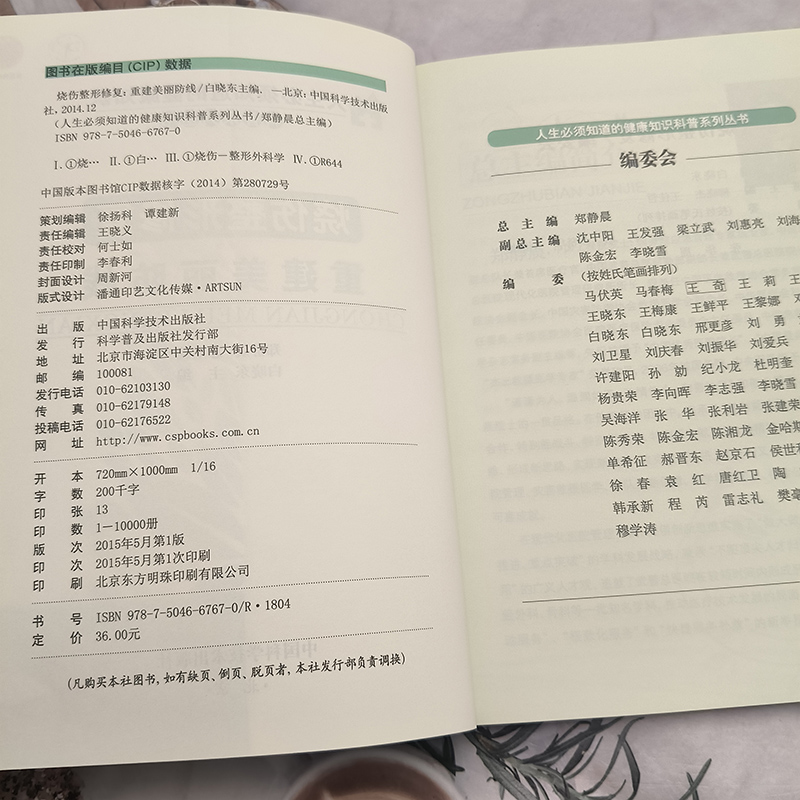 图书在版编目（CIP）数据
烧伤整形修复：重建美丽防线/白晓东主编. —北京：中国科学技术出版
社，2014.12
（人生必须知道的健康知识科普系列丛书/郑静晨总主编）
ISBN 978-7-5046-6767-0
Ⅰ.①烧… Ⅱ.①白… Ⅲ.①烧伤－整形外科学 Ⅳ.①R644
中国版本图书馆CIP数据核字（2014）第280729号
策划编辑 徐扬科 谭建新
责任编辑 王晓义
责任校对 何士如
责任印制 李春利
封面设计 周新河
版式设计 潘通印艺文化传媒·ARTSUN
出 版 中国科学技术出版社
发 行 科学普及出版社发行部
地 址 北京市海淀区中关村南大街16号
邮 编 100081
发行电话 010-62103130
传 真 010-62179148
投稿电话 010-62176522
网 址 http://www.cspbooks.com.cn
开 本 720mm×1000mm 1/16
字 数 200千字
印 张 13
印 数 1—10000册
版 次 2015年5月第1版
印 次 2015年5月第1次印刷
印 刷 北京东方明珠印刷有限公司
书 号 ISBN 978-7-5046-6767-0/R·1804
定 价 36.00元
（凡购买本社图书，如有缺页、倒页、脱页者，本社发行部负责调换）
人生必须知道的健康知识科普系列丛书
编委会
总 主 编 郑静晨
副总主编 沈中阳 王发强 梁立武 刘惠亮 刘海
陈金宏 李晓雪
编 委 （按姓氏笔画排列）
马伏英 马春梅 王 奇 王 莉 王
王晓东 王梅康 王鲜平 王黎娜 邓
白晓东 白晓东 邢更彦 刘 勇
刘卫星 刘庆春 刘振华 刘爱兵
许建阳 孙 勍 纪小龙 杜明奎
杨贵荣 李向晖 李志强 李晓雪
吴海洋 张 华 张利岩 张建荣
陈秀荣 陈金宏 陈湘龙 金哈斯
单希征 郝晋东 赵京石 侯世科
徐 春 袁 红 唐红卫 陶
韩承新 程 芮 雷志礼 樊毫
穆学涛